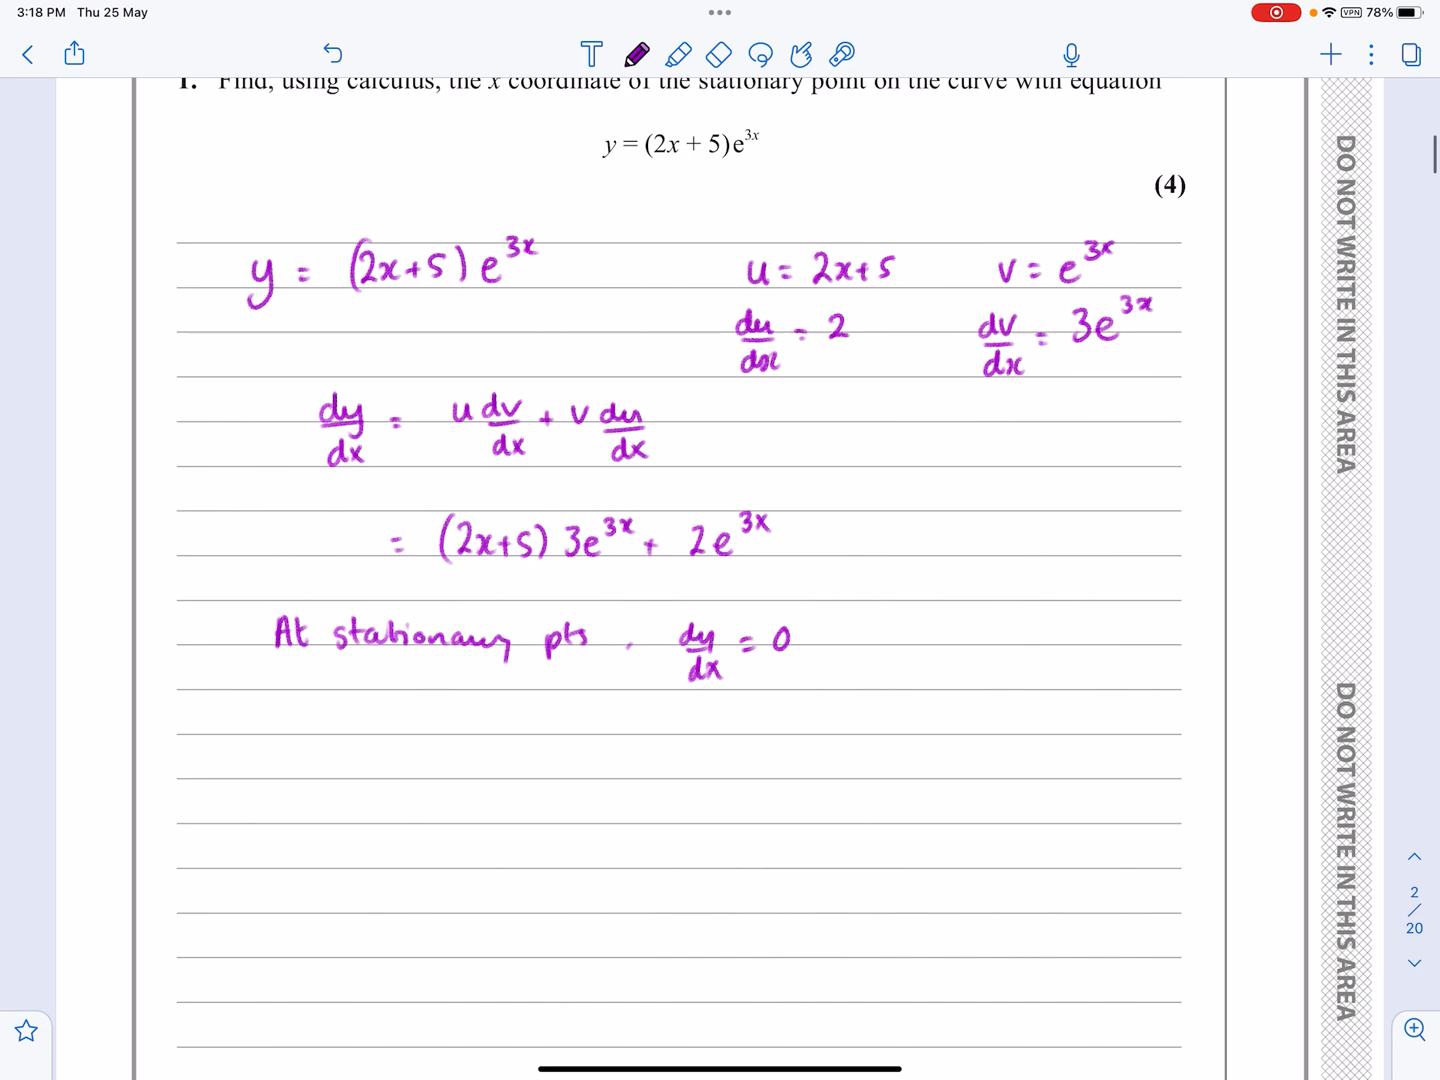 3:18 PM Thu 25 May
VPN 78%
1. Find, using calculus, the x coordinate of the stationary point on the curve with equation
y = (2x + 5)e^{3x}
(4)
y = (2x+5) e^{3x} u = 2x+5 v = e^{3x}
du/dx = 2 dv/dx = 3e^{3x}
dy/dx = u dv/dx + v du/dx
= (2x+5) 3e^{3x} + 2e^{3x}
At stationary pts, dy/dx = 0
DO NOT WRITE IN THIS AREA
DO NOT WRITE IN THIS AREA
2
/
20